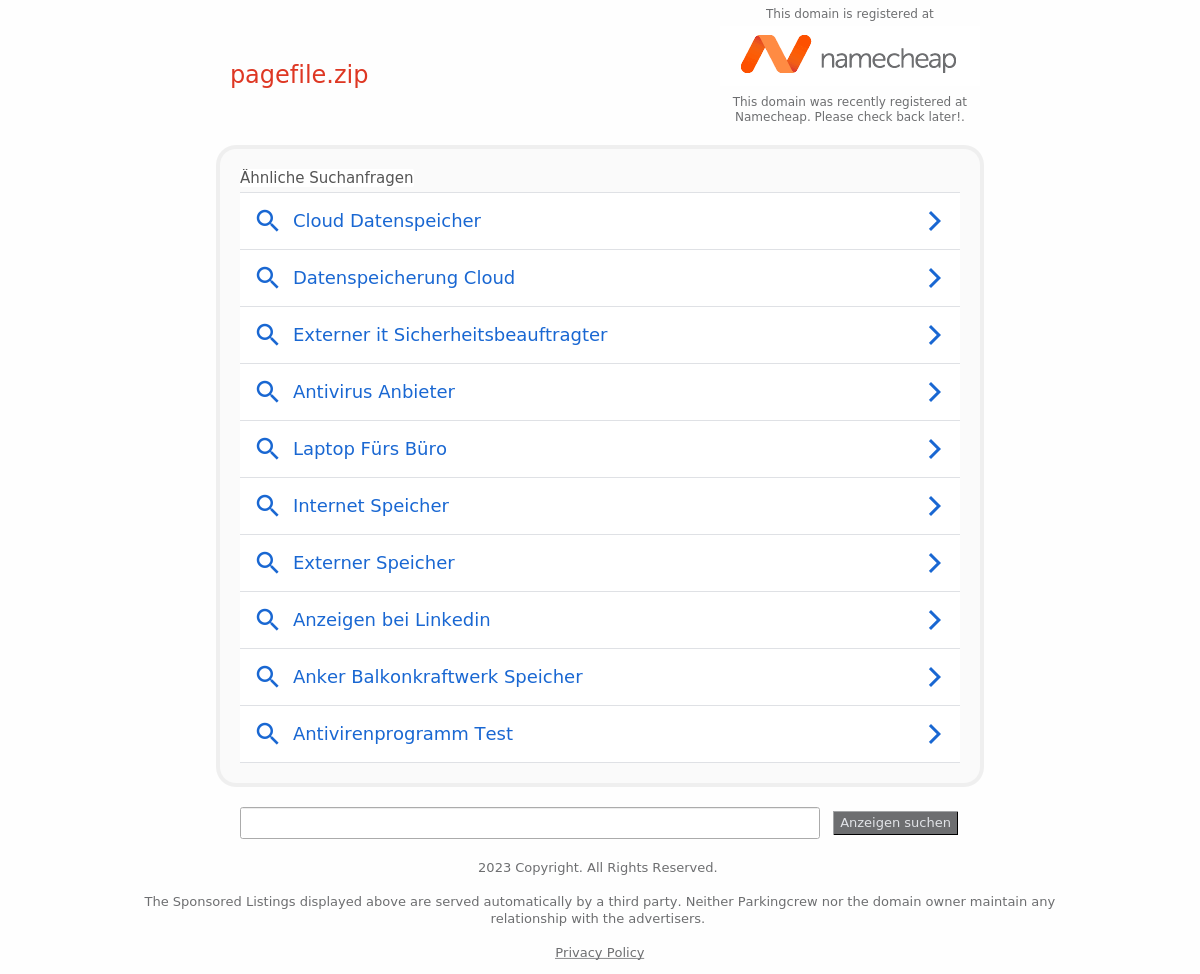 This domain is registered at
namecheap
pagefile.zip
This domain was recently registered at
Namecheap. Please check back later!.
Ähnliche Suchanfragen
Cloud Datenspeicher
Datenspeicherung Cloud
Externer it Sicherheitsbeauftragter
Antivirus Anbieter
Laptop Fürs Büro
Internet Speicher
Externer Speicher
Anzeigen bei Linkedin
Anker Balkonkraftwerk Speicher
Antivirenprogramm Test
Anzeigen suchen
2023 Copyright. All Rights Reserved.
The Sponsored Listings displayed above are served automatically by a third party. Neither Parkingcrew nor the domain owner maintain any
relationship with the advertisers.
Privacy Policy